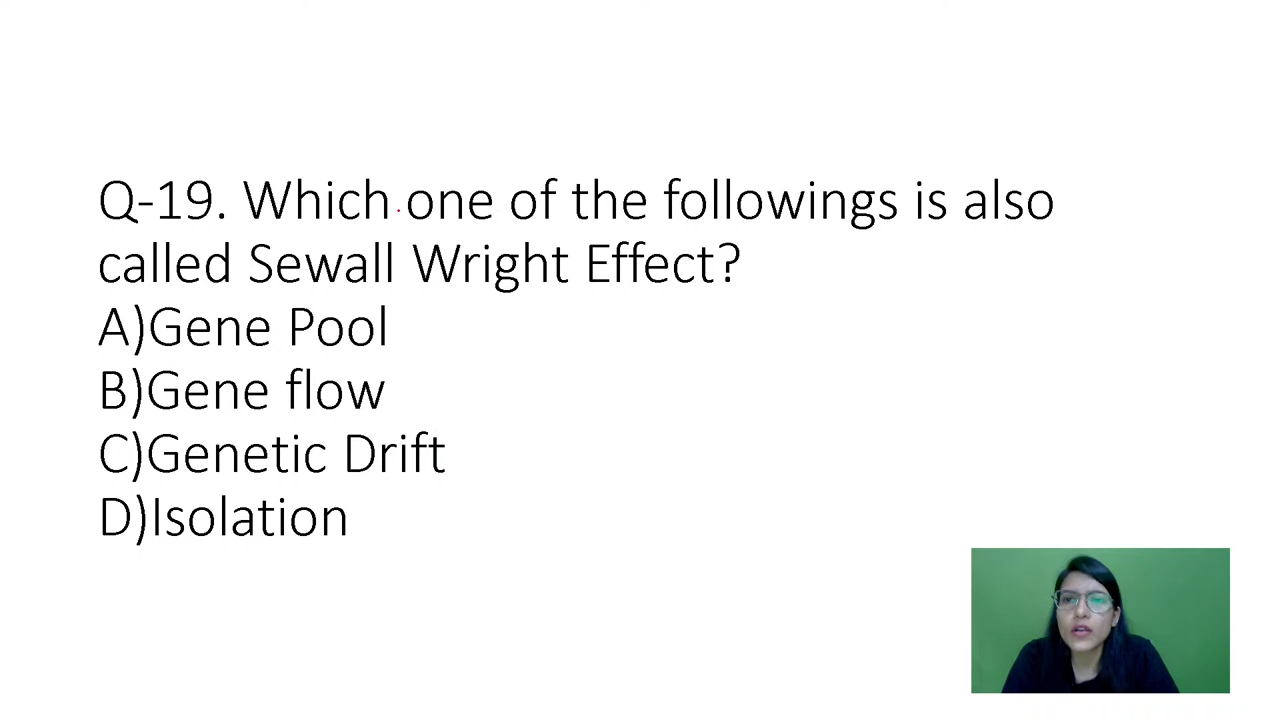 Q-19. Which one of the followings is also
called Sewall Wright Effect?
A)Gene Pool
B)Gene flow
C)Genetic Drift
D)Isolation